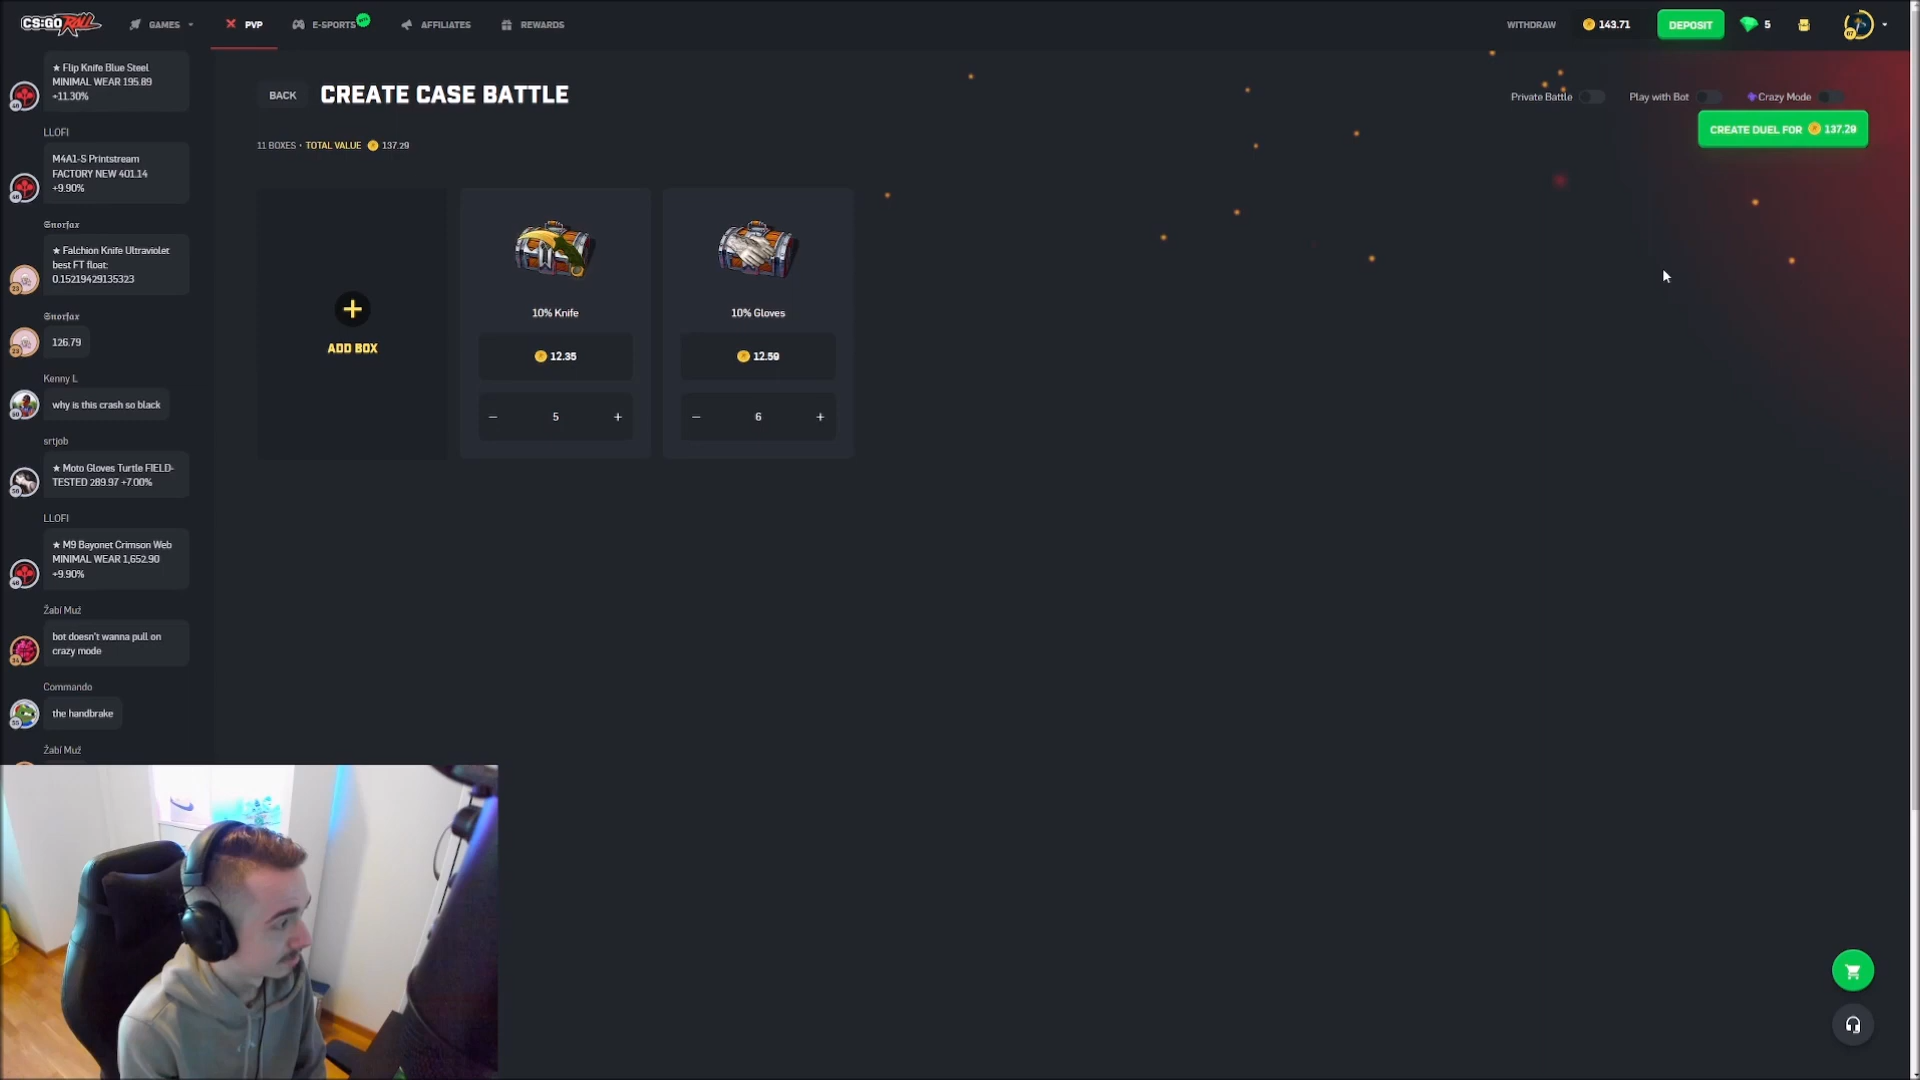 CS:GO ROLL
GAMES
PVP
E-SPORTS
AFFILIATES
REWARDS
WITHDRAW
143.71
DEPOSIT
5
★ Flip Knife Blue Steel
MINIMAL WEAR 195.89
+11.30%
LLOFI
M4A1-S Printstream
FACTORY NEW 401.14
+9.90%
Snorfax
★ Falchion Knife Ultraviolet
best FT float:
0.15219429135323
Snorfax
126.79
Kenny L
why is this crash so black
srtjob
★ Moto Gloves Turtle FIELD-
TESTED 289.97 +7.00%
LLOFI
★ M9 Bayonet Crimson Web
MINIMAL WEAR 1,652.90
+9.90%
Žabí Muž
bot doesn't wanna pull on
crazy mode
Commando
the handbrake
Žabí Muž
BACK
CREATE CASE BATTLE
Private Battle
Play with Bot
Crazy Mode
CREATE DUEL FOR 137.29
11 BOXES · TOTAL VALUE 137.29
+
ADD BOX
10% Knife
12.35
− 5 +
10% Gloves
12.59
− 6 +